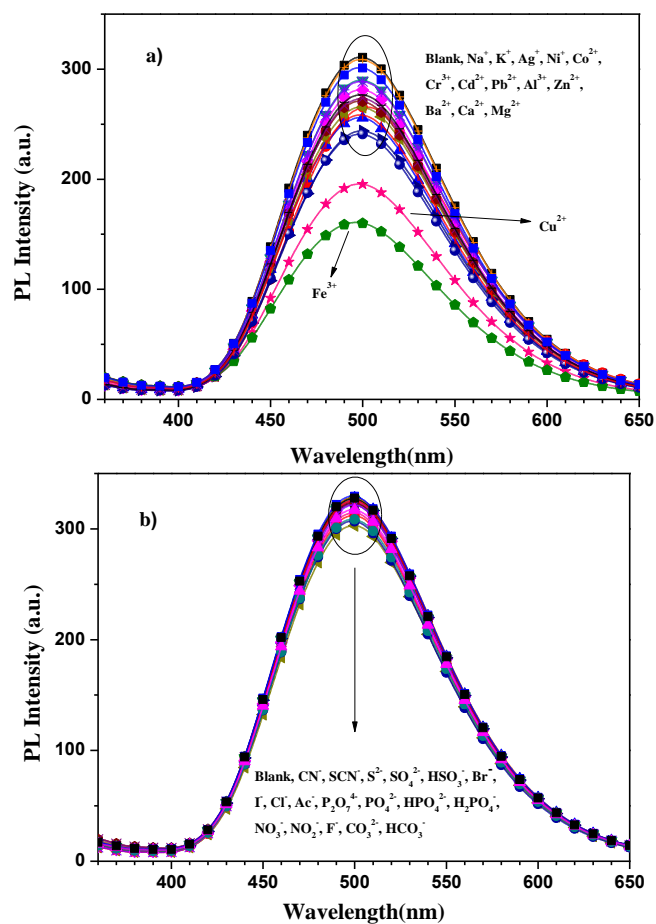 a)
Blank, Na⁺, K⁺, Ag⁺, Ni⁺, Co²⁺,
Cr³⁺, Cd²⁺, Pb²⁺, Al³⁺, Zn²⁺,
Ba²⁺, Ca²⁺, Mg²⁺
Cu²⁺
Fe³⁺
PL Intensity (a.u.)
300
200
100
0
400 450 500 550 600 650
Wavelength(nm)
b)
Blank, CN⁻, SCN⁻, S²⁻, SO₄²⁻, HSO₃⁻, Br⁻,
I⁻, Cl⁻, Ac⁻, P₂O₇⁴⁺, PO₄²⁻, HPO₄²⁻, H₂PO₄⁻,
NO₃⁻, NO₂⁻, F⁻, CO₃²⁻, HCO₃⁻
PL Intensity (a.u.)
300
200
100
0
400 450 500 550 600 650
Wavelength(nm)